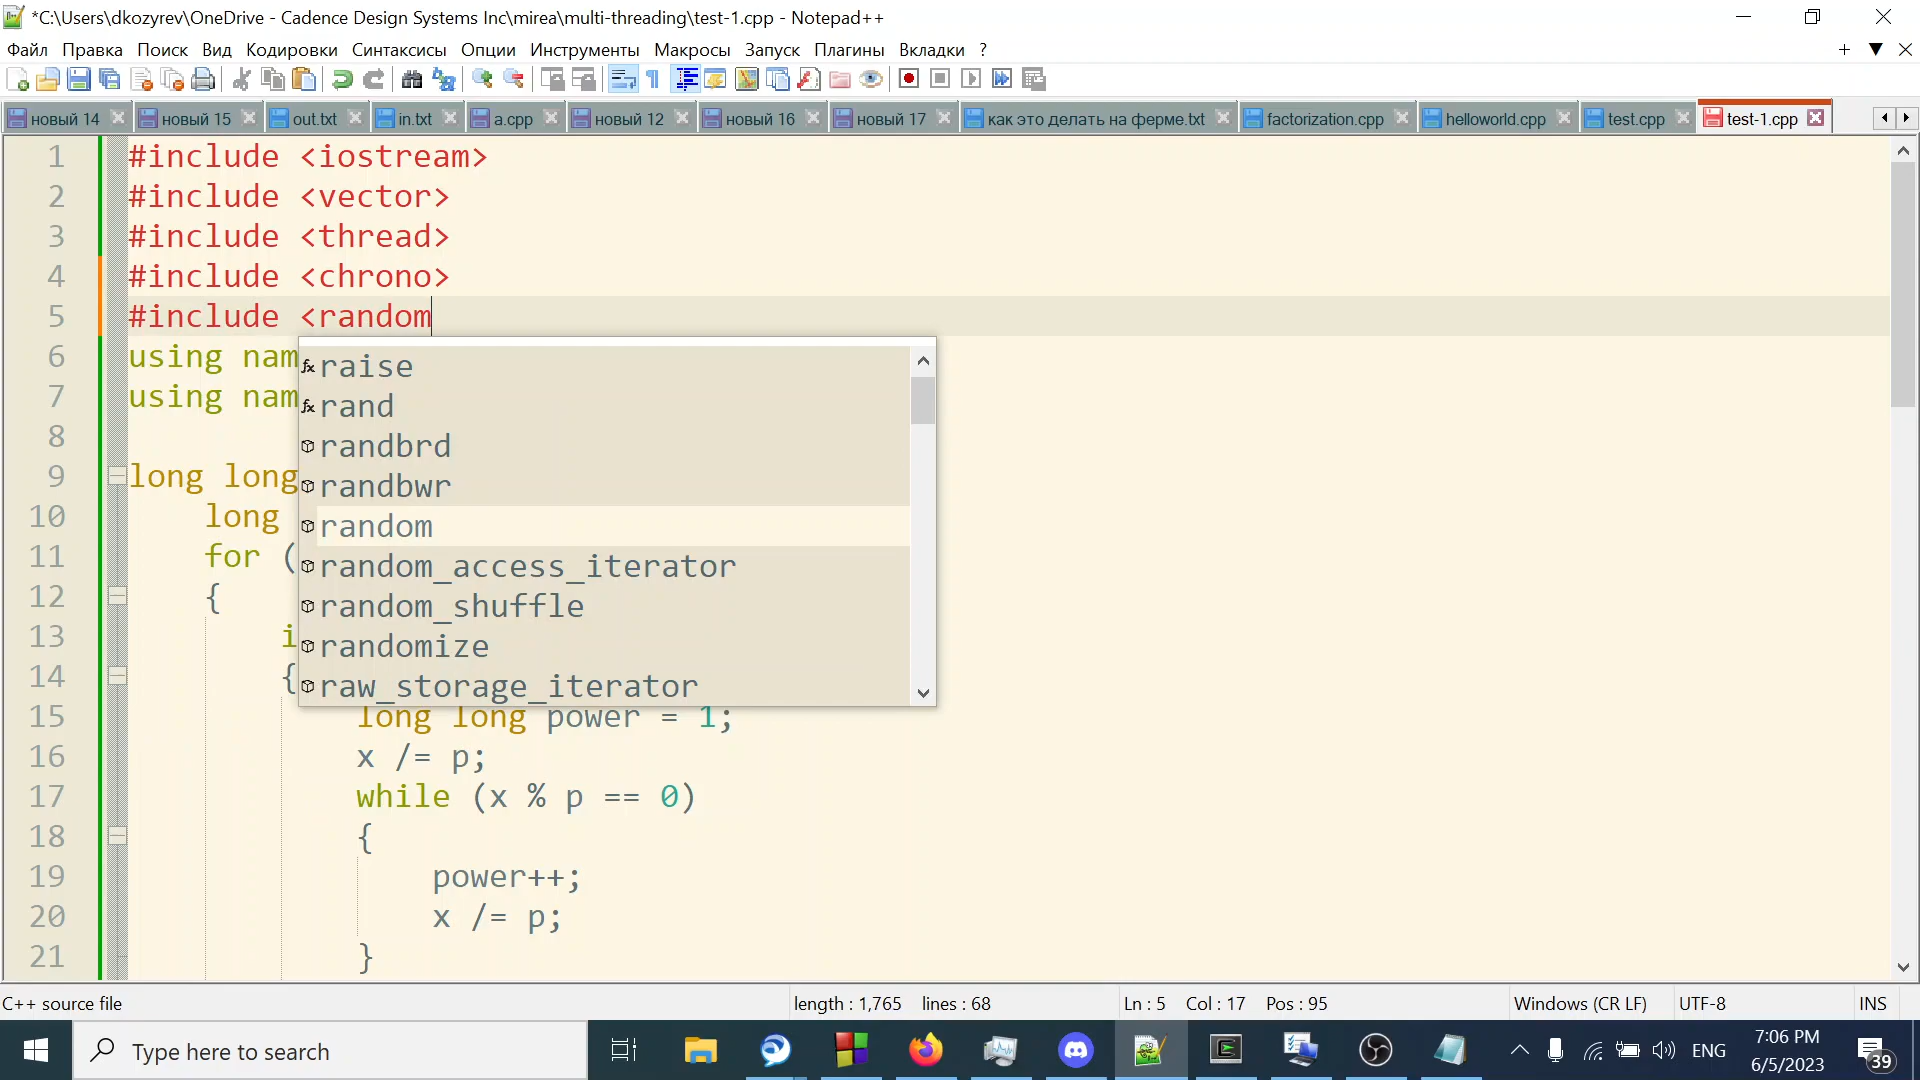 *C:\Users\dkozyrev\OneDrive - Cadence Design Systems Inc\mirea\multi-threading\test-1.cpp - Notepad++
Файл Правка Поиск Вид Кодировки Синтаксисы Опции Инструменты Макросы Запуск Плагины Вкладки ?
новый 14 новый 15 out.txt in.txt a.cpp новый 12 новый 16 новый 17 как это делать на ферме.txt factorization.cpp helloworld.cpp test.cpp test-1.cpp
1 #include <iostream>
2 #include <vector>
3 #include <thread>
4 #include <chrono>
5 #include <random
6 using nam
7 using nam
8
9 long long
10 long
11 for (
12 {
13 i
14 {
raise
rand
randbrd
randbwr
random
random_access_iterator
random_shuffle
randomize
raw_storage_iterator
15 long long power = 1;
16 x /= p;
17 while (x % p == 0)
18 {
19 power++;
20 x /= p;
21 }
C++ source file length : 1,765 lines : 68 Ln : 5 Col : 17 Pos : 95 Windows (CR LF) UTF-8 INS
Type here to search
ENG
7:06 PM
6/5/2023
39